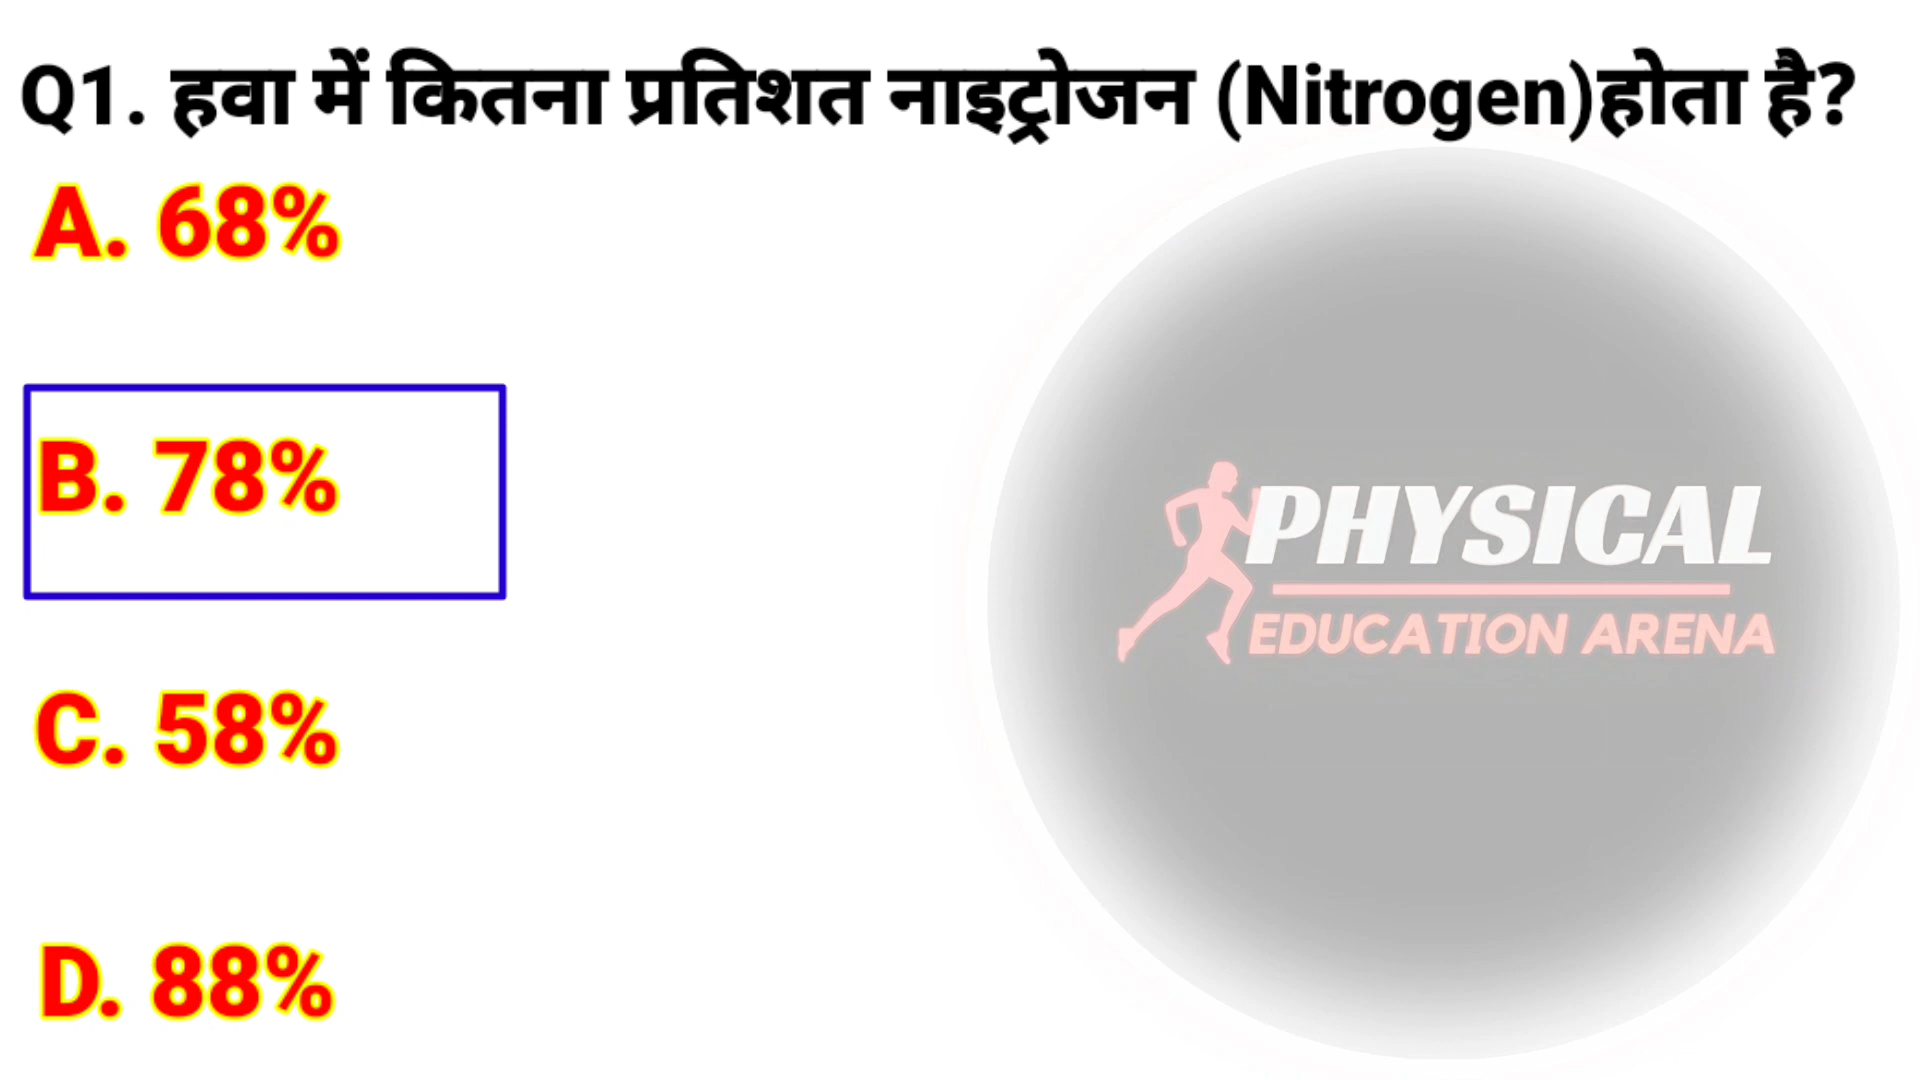 Q1. हवा में कितना प्रतिशत नाइट्रोजन (Nitrogen)होता है?
A. 68%
B. 78%
C. 58%
D. 88%
PHYSICAL
EDUCATION ARENA